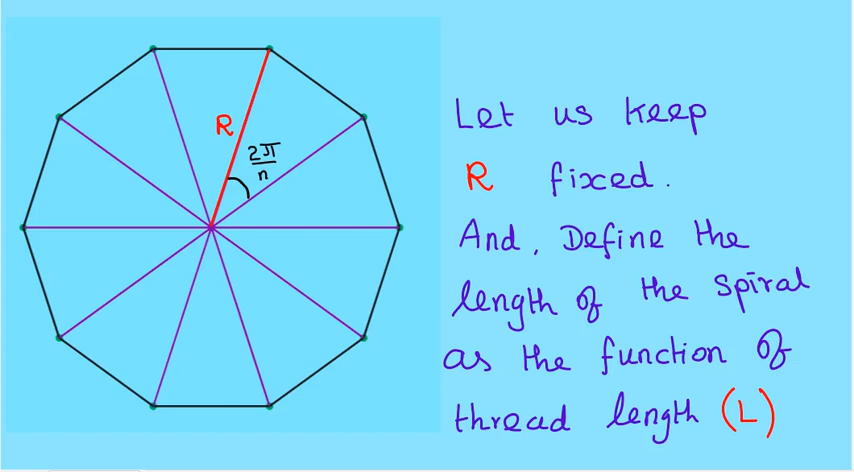 R
2π/n
Let us keep
R fixed.
And, Define the
length of the spiral
as the function of
thread length (L)